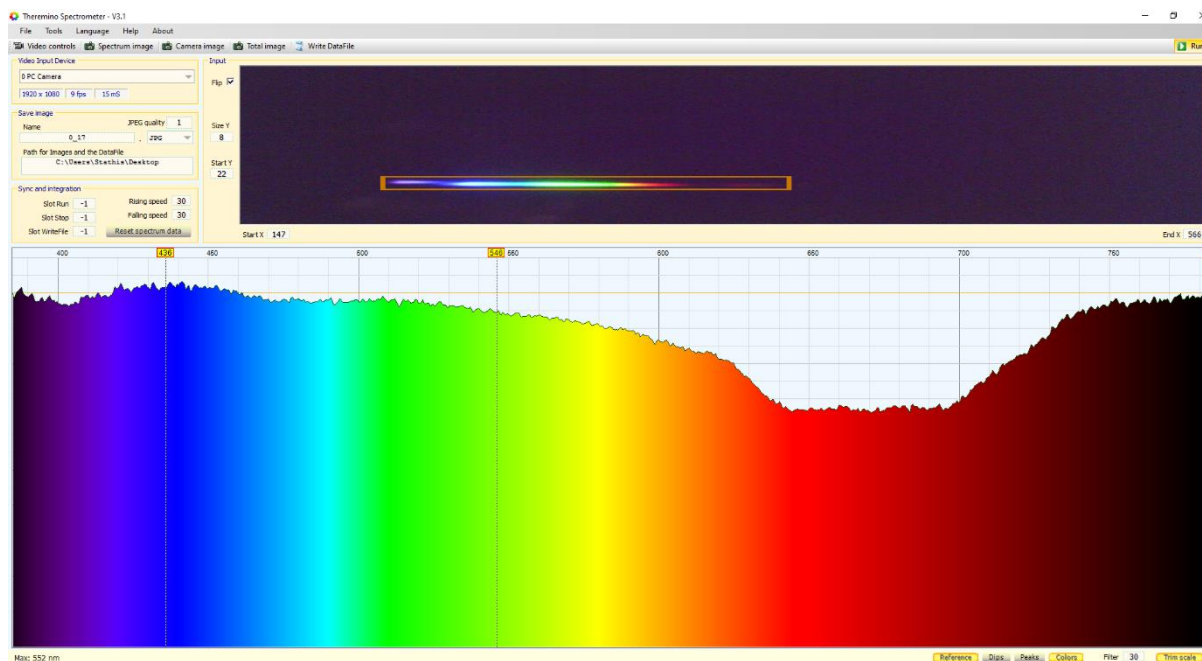 Theremino Spectrometer - V3.1
File Tools Language Help About
Video controls Spectrum image Camera image Total image Write DataFile Run
Video Input Device
0 PC Camera
1920 x 1080 9 fps 15 mS
Save image
Name JPEG quality 1
0_17 . JPG
Path for Images and the DataFile
C:\Users\Stathis\Desktop
Sync and integration
Slot Run -1 Rising speed 30
Slot Stop -1 Falling speed 30
Slot WriteFile -1 Reset spectrum data
Input
Flip
Size Y
8
Start Y
22
Start X 147 End X 566
400 436 450 500 546 550 600 650 700 750
Max: 552 nm Reference Dips Peaks Colors Filter 30 Trim scale